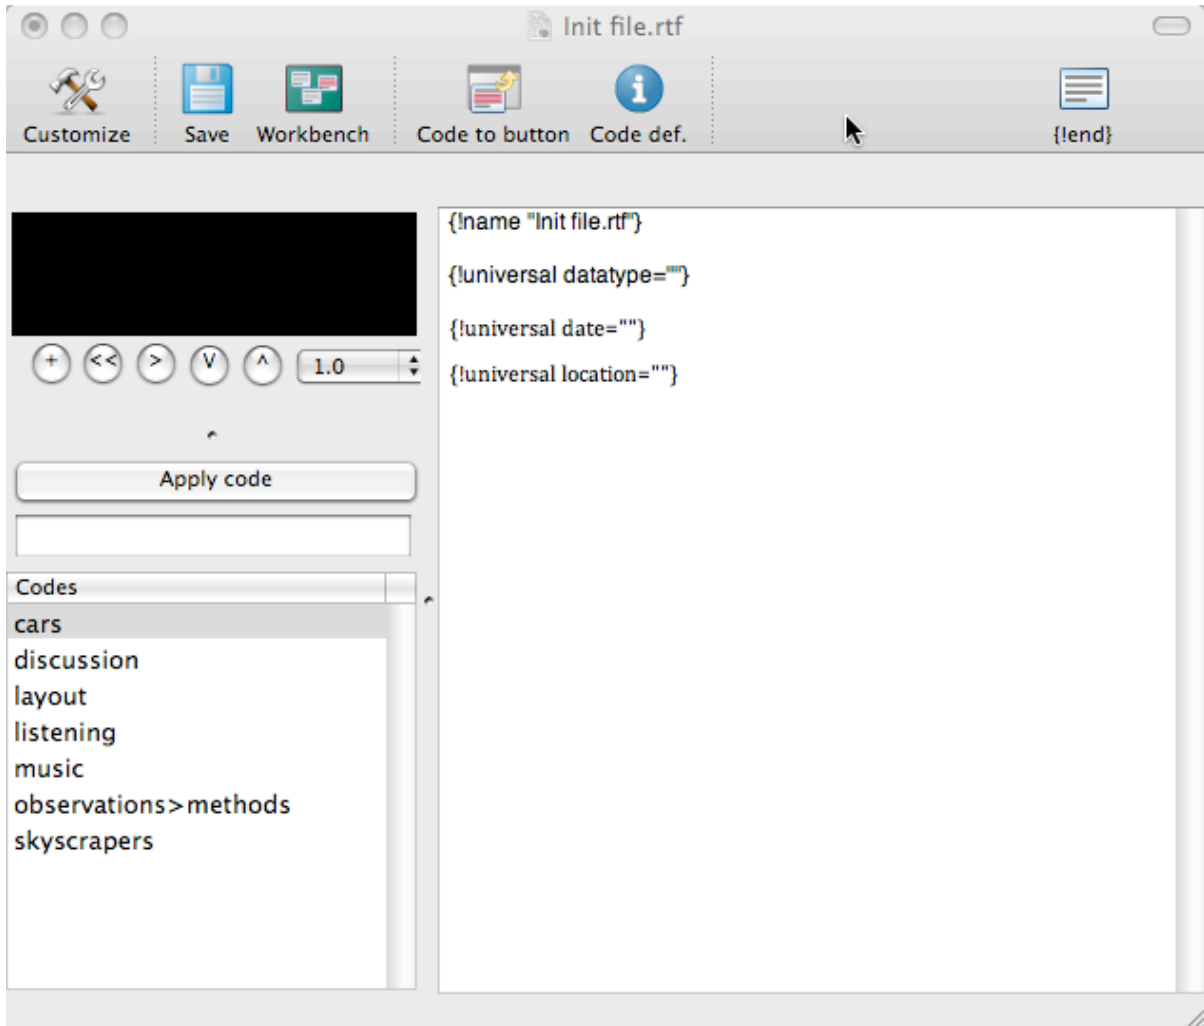 Init file.rtf
Customize Save Workbench Code to button Code def. {!end}
{!name "Init file.rtf"}
{!universal datatype=""}
{!universal date=""}
{!universal location=""}
+ << > V ^ 1.0
Apply code
Codes
cars
discussion
layout
listening
music
observations>methods
skyscrapers